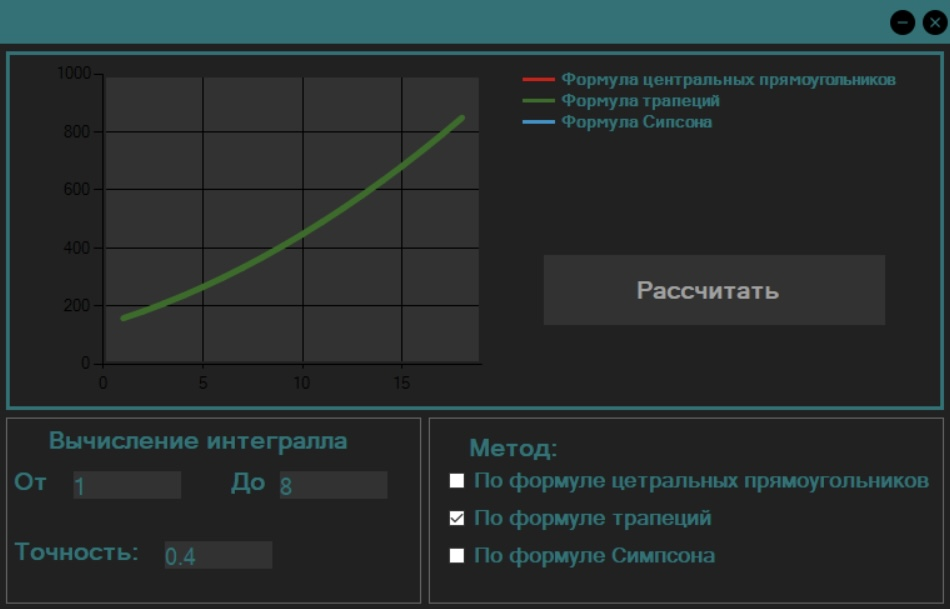 1000
800
600
400
200
0
0 5 10 15
Формула центральных прямоугольников
Формула трапеций
Формула Сипсона
Рассчитать
Вычисление интегралла
От 1 До 8
Точность: 0.4
Метод:
По формуле цетральных прямоугольников
По формуле трапеций
По формуле Симпсона